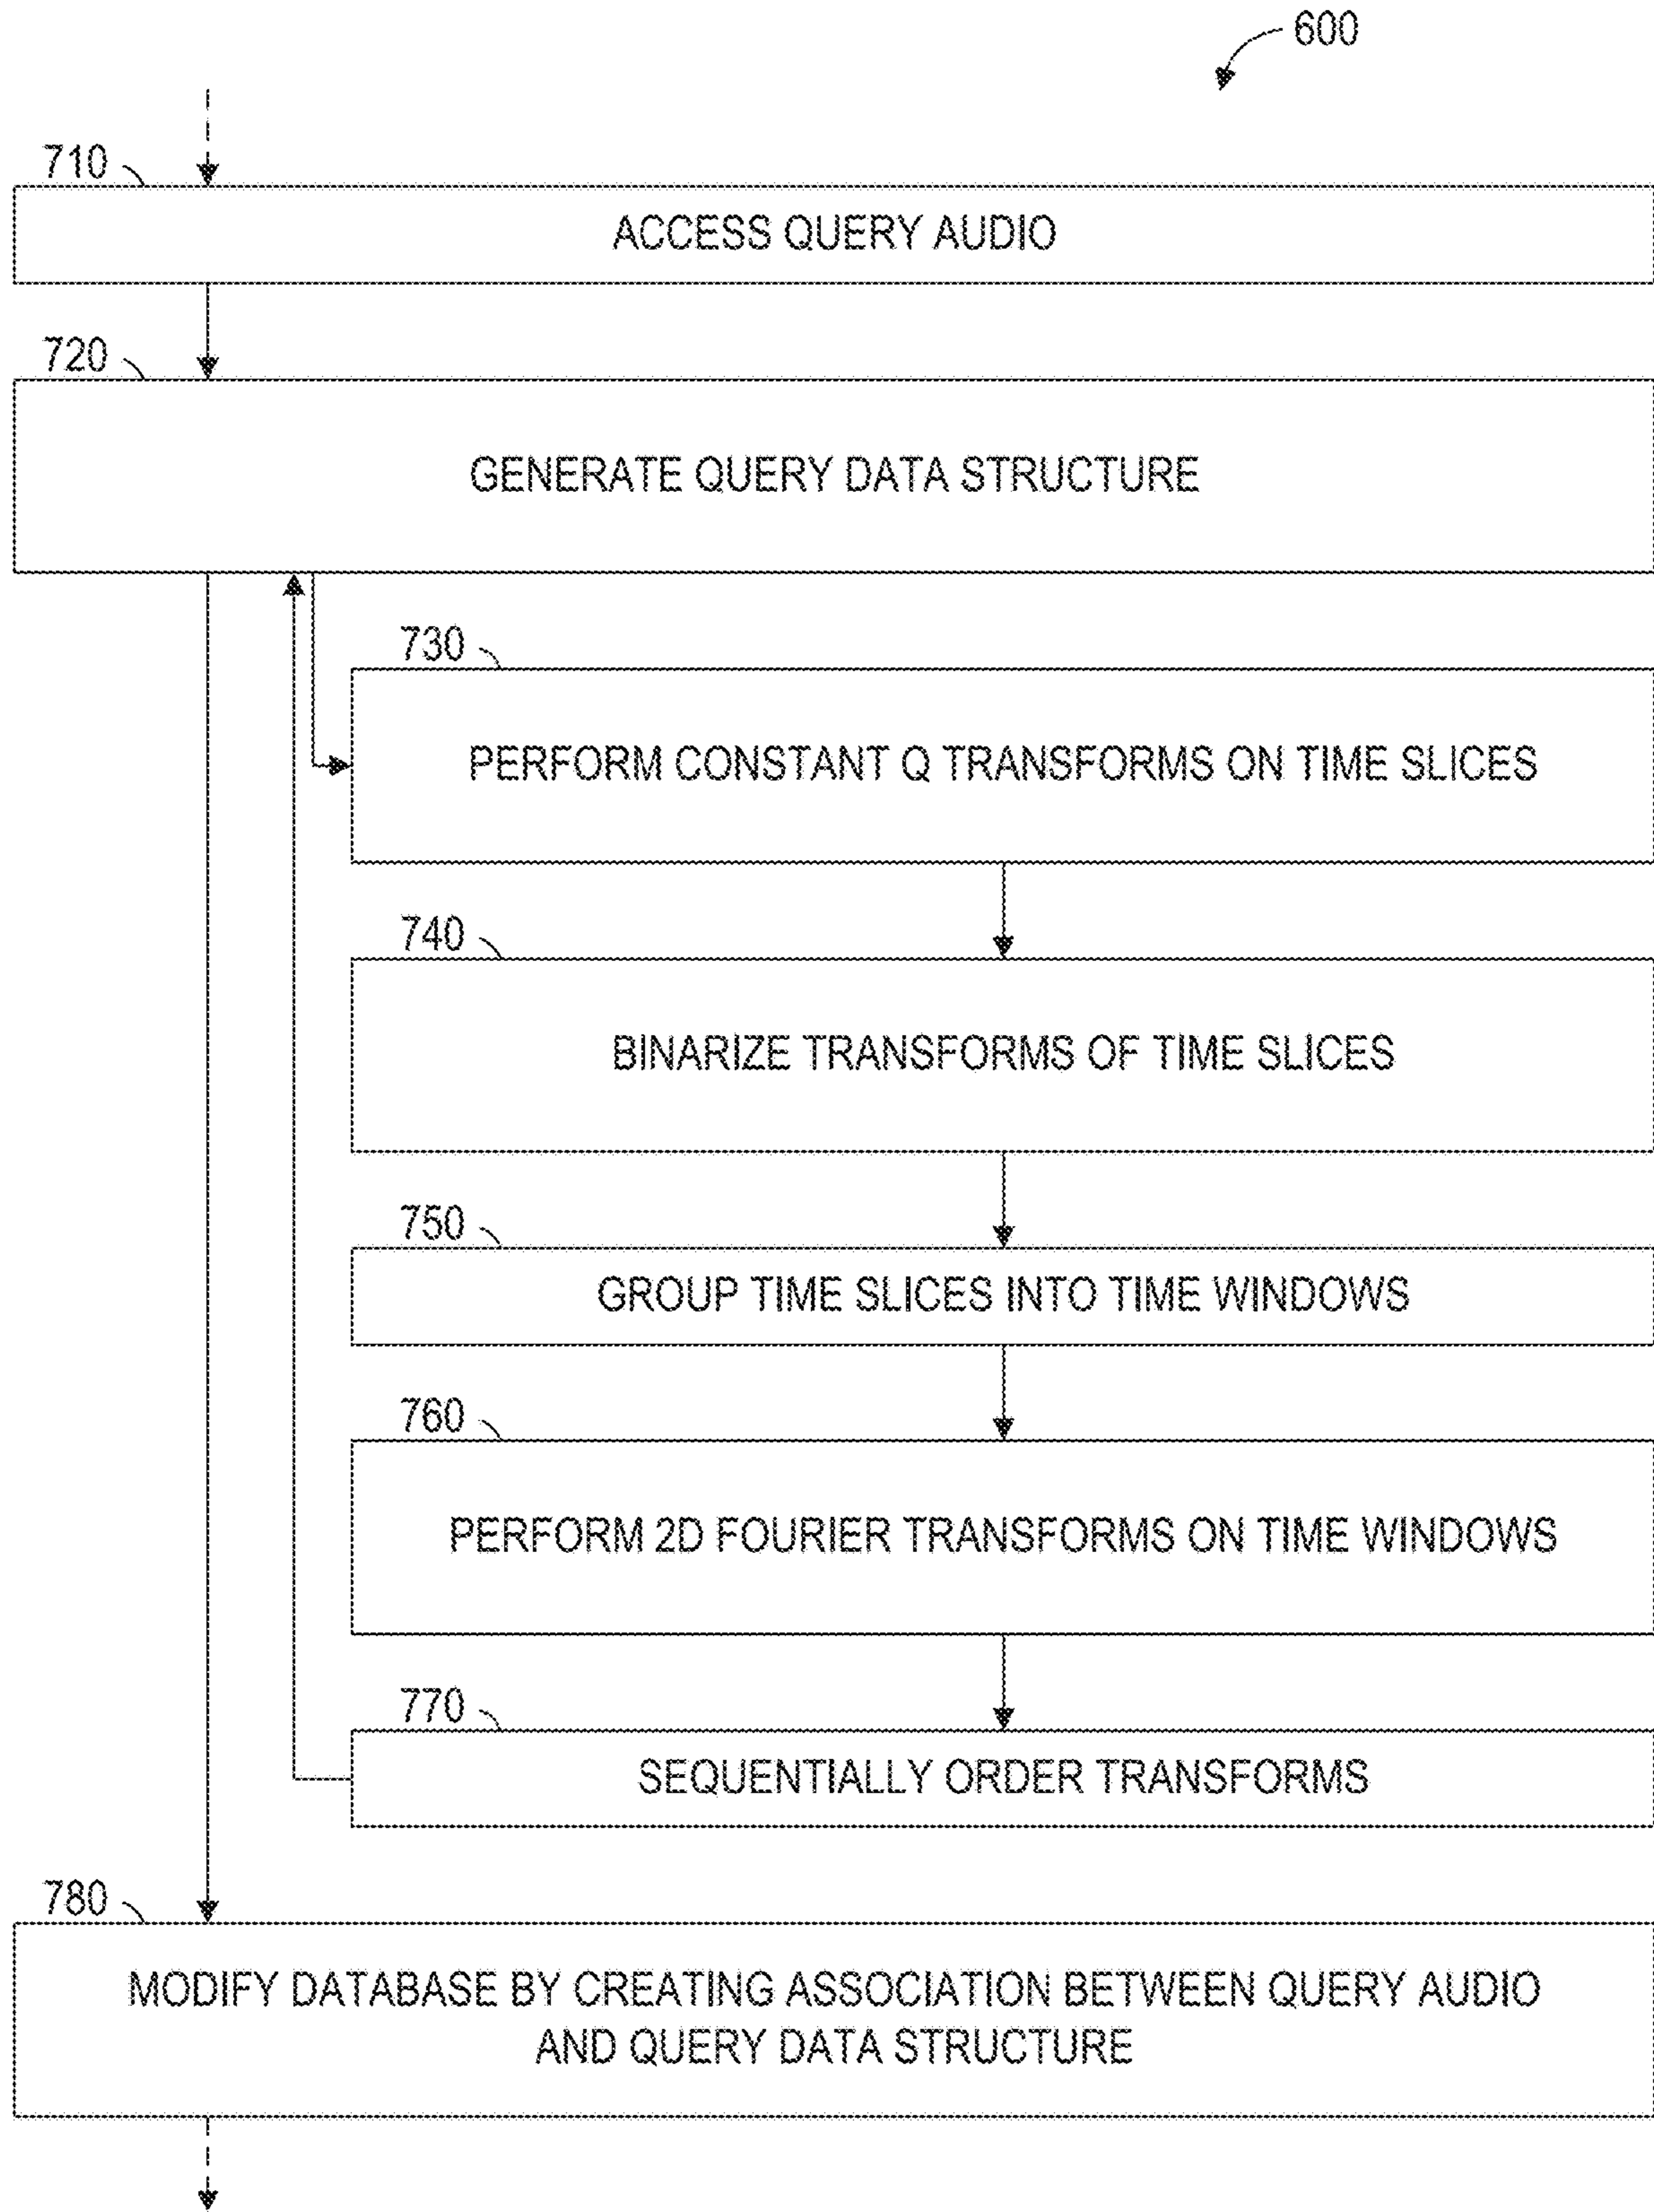 600
710
ACCESS QUERY AUDIO
720
GENERATE QUERY DATA STRUCTURE
730
PERFORM CONSTANT Q TRANSFORMS ON TIME SLICES
740
BINARIZE TRANSFORMS OF TIME SLICES
750
GROUP TIME SLICES INTO TIME WINDOWS
760
PERFORM 2D FOURIER TRANSFORMS ON TIME WINDOWS
770
SEQUENTIALLY ORDER TRANSFORMS
780
MODIFY DATABASE BY CREATING ASSOCIATION BETWEEN QUERY AUDIO
AND QUERY DATA STRUCTURE